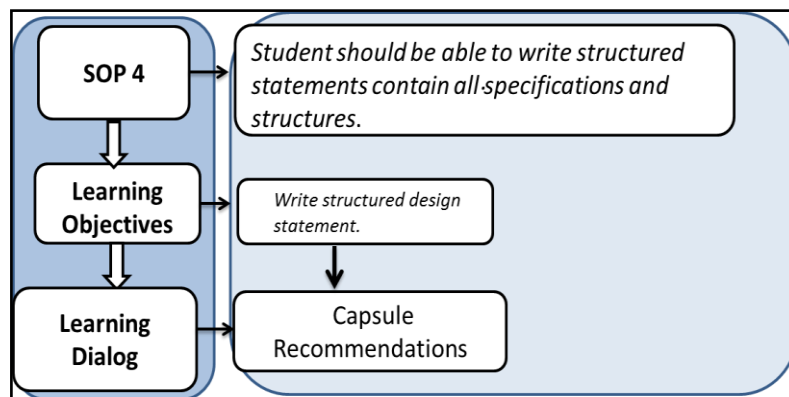 SOP 4
Student should be able to write structured
statements contain all-specifications and
structures.
Learning
Objectives
Write structured design
statement.
Learning
Dialog
Capsule
Recommendations